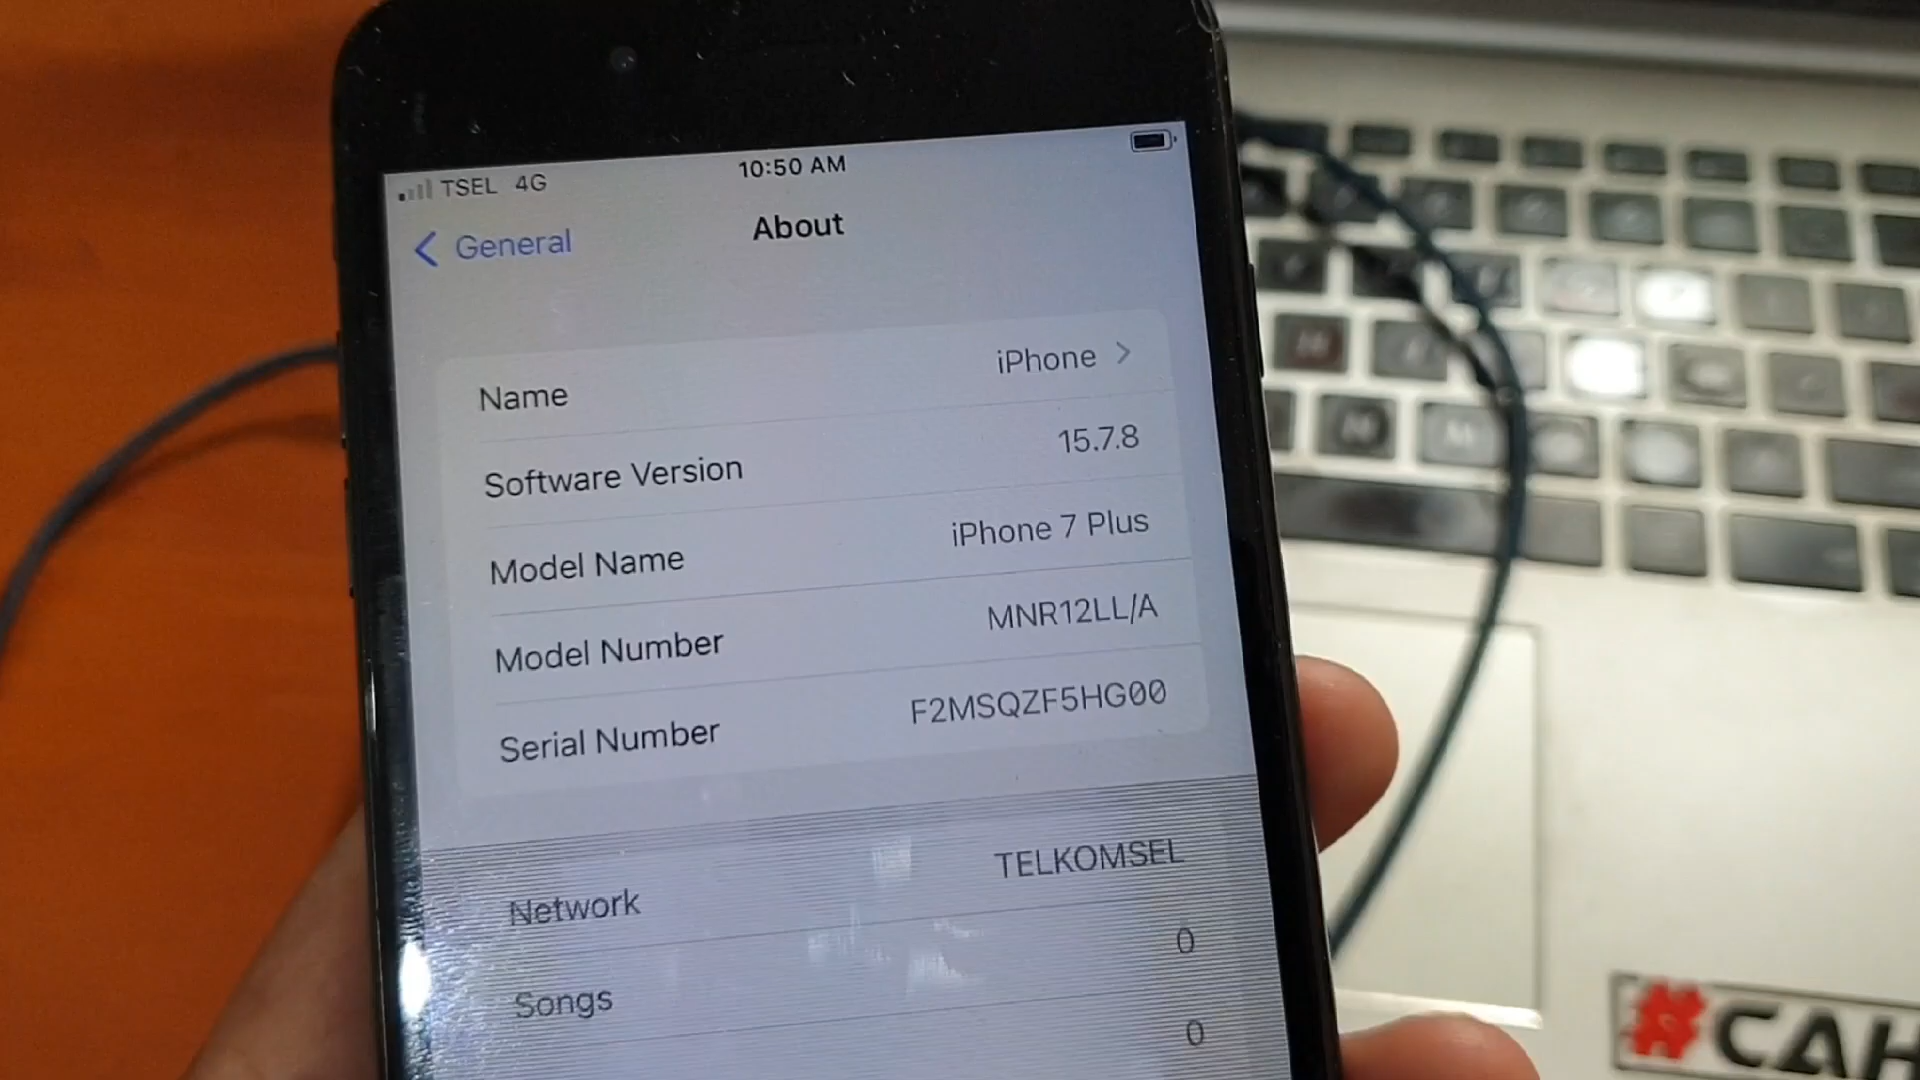 TSEL 4G 10:50 AM
General About
Name iPhone
Software Version 15.7.8
Model Name iPhone 7 Plus
Model Number MNR12LL/A
Serial Number F2MSQZF5HG00
Network TELKOMSEL
Songs 0
0
CAH